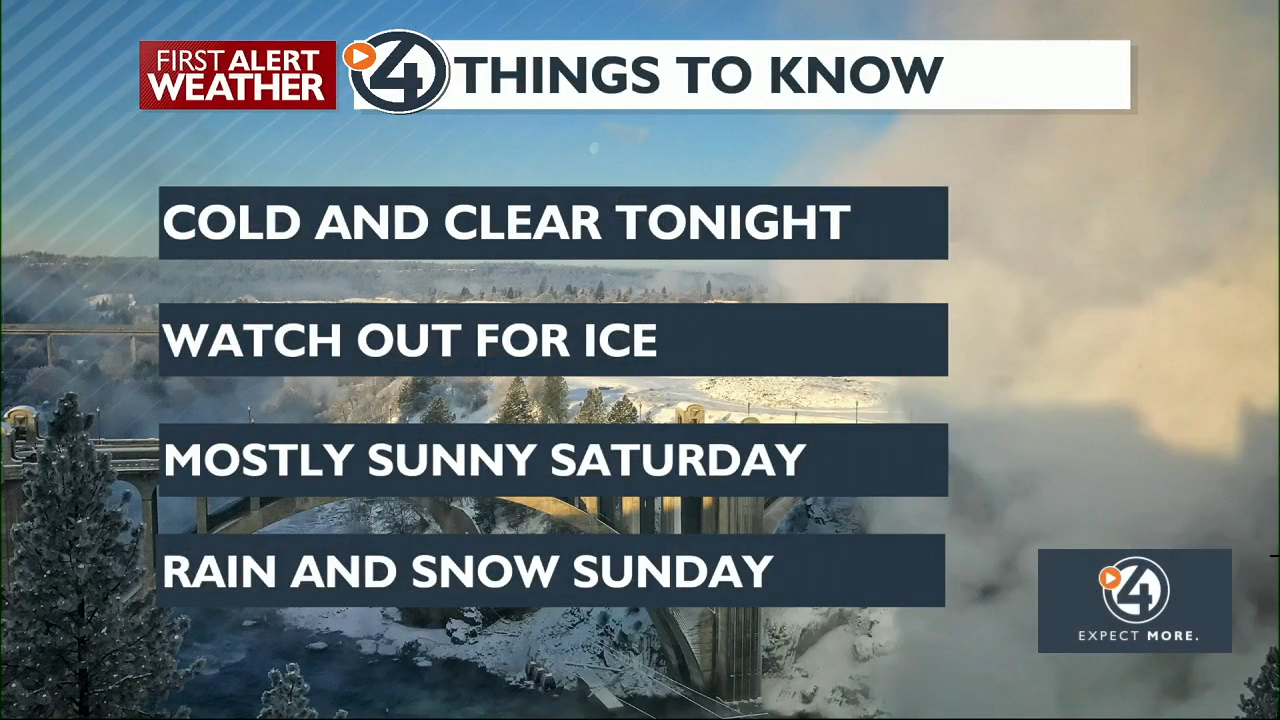 FIRST ALERT
WEATHER
4 THINGS TO KNOW
COLD AND CLEAR TONIGHT
WATCH OUT FOR ICE
MOSTLY SUNNY SATURDAY
RAIN AND SNOW SUNDAY
4
EXPECT MORE.